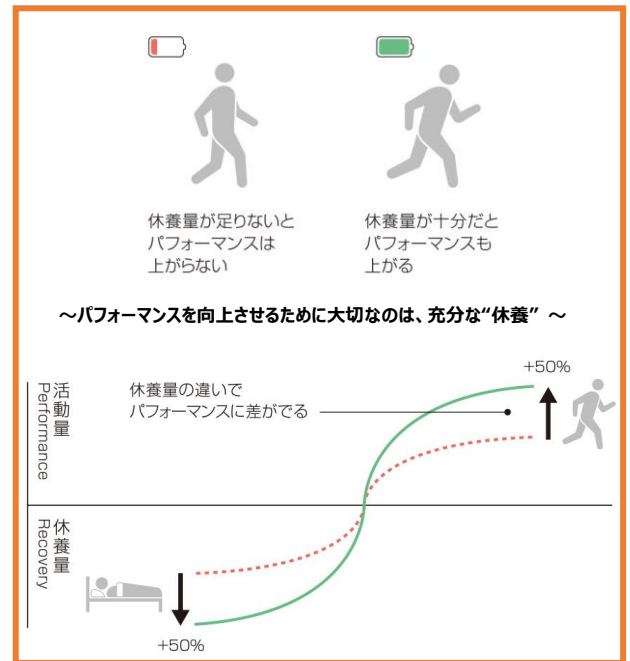 休養量が足りないと
パフォーマンスは
上がらない
休養量が十分だと
パフォーマンスも
上がる
～パフォーマンスを向上させるために大切なのは、充分な“休養” ～
+50%
活動量
Performance
休養量の違いで
パフォーマンスに差がでる
休養量
Recovery
+50%